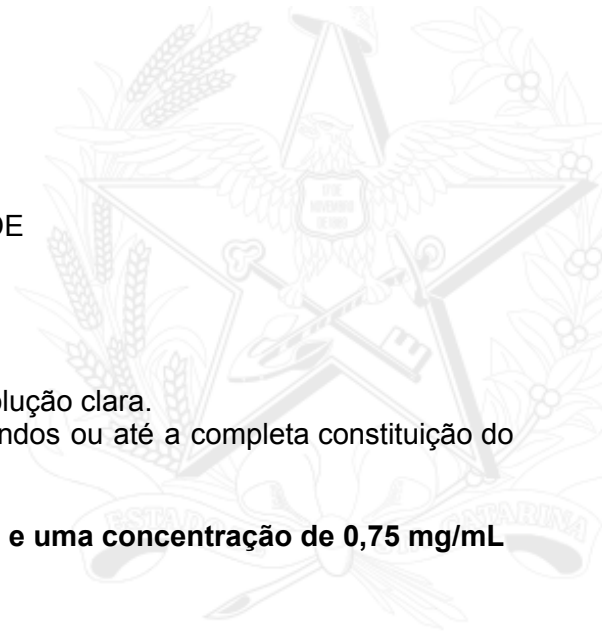 DE
olução clara.
ndos ou até a completa constituição do
e uma concentração de 0,75 mg/mL